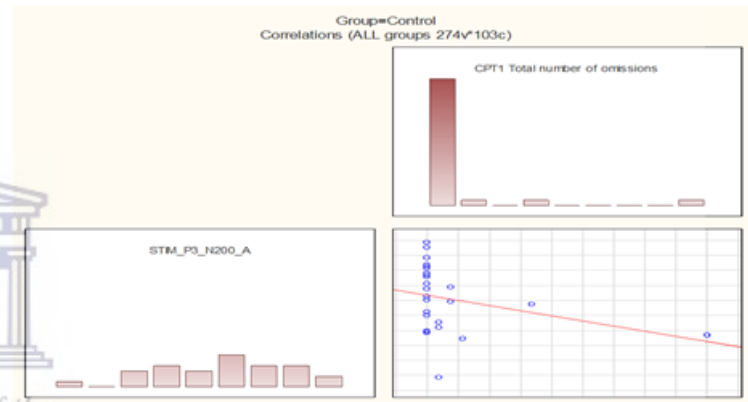 Group=Control
Correlations (ALL groups 274v*103c)
CPT1 Total number of omissions
STIM_P3_N200_A